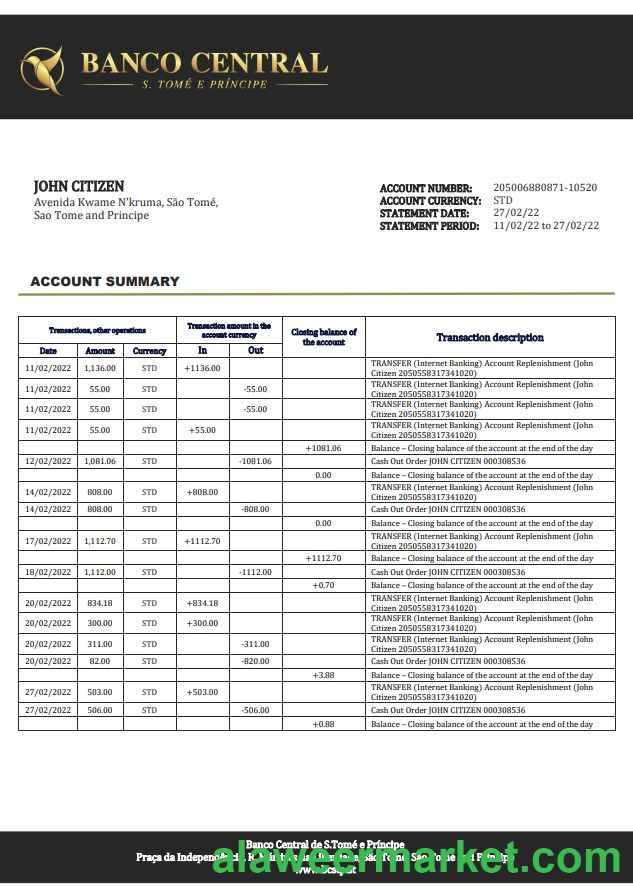 BANCO CENTRAL
S. TOMÉ E PRÍNCIPE
JOHN CITIZEN
Avenida Kwame N'kruma, São Tomé,
Sao Tome and Principe
ACCOUNT NUMBER: 205006880871-10520
ACCOUNT CURRENCY: STD
STATEMENT DATE: 27/02/22
STATEMENT PERIOD: 11/02/22 to 27/02/22
ACCOUNT SUMMARY
Transactions, other operations
Transaction amount in the
account currency
Closing balance of
the account
Transaction description
Date Amount Currency In Out
11/02/2022 1,136.00 STD +1136.00 TRANSFER (Internet Banking) Account Replenishment (John
Citizen 2050558317341020)
11/02/2022 55.00 STD -55.00 TRANSFER (Internet Banking) Account Replenishment (John
Citizen 2050558317341020)
11/02/2022 55.00 STD -55.00 TRANSFER (Internet Banking) Account Replenishment (John
Citizen 2050558317341020)
11/02/2022 55.00 STD +55.00 TRANSFER (Internet Banking) Account Replenishment (John
Citizen 2050558317341020)
+1081.06 Balance – Closing balance of the account at the end of the day
12/02/2022 1,081.06 STD -1081.06 Cash Out Order JOHN CITIZEN 000308536
0.00 Balance – Closing balance of the account at the end of the day
14/02/2022 808.00 STD +808.00 TRANSFER (Internet Banking) Account Replenishment (John
Citizen 2050558317341020)
14/02/2022 808.00 STD -808.00 Cash Out Order JOHN CITIZEN 000308536
0.00 Balance – Closing balance of the account at the end of the day
17/02/2022 1,112.70 STD +1112.70 TRANSFER (Internet Banking) Account Replenishment (John
Citizen 2050558317341020)
+1112.70 Balance – Closing balance of the account at the end of the day
18/02/2022 1,112.00 STD -1112.00 Cash Out Order JOHN CITIZEN 000308536
+0.70 Balance – Closing balance of the account at the end of the day
20/02/2022 834.18 STD +834.18 TRANSFER (Internet Banking) Account Replenishment (John
Citizen 2050558317341020)
20/02/2022 300.00 STD +300.00 TRANSFER (Internet Banking) Account Replenishment (John
Citizen 2050558317341020)
20/02/2022 311.00 STD -311.00 TRANSFER (Internet Banking) Account Replenishment (John
Citizen 2050558317341020)
20/02/2022 82.00 STD -820.00 Cash Out Order JOHN CITIZEN 000308536
+3.88 Balance – Closing balance of the account at the end of the day
27/02/2022 503.00 STD +503.00 TRANSFER (Internet Banking) Account Replenishment (John
Citizen 2050558317341020)
27/02/2022 506.00 STD -506.00 Cash Out Order JOHN CITIZEN 000308536
+0.88 Balance – Closing balance of the account at the end of the day
Banco Central de S.Tomé e Príncipe
Praça da
alaweermarket.com